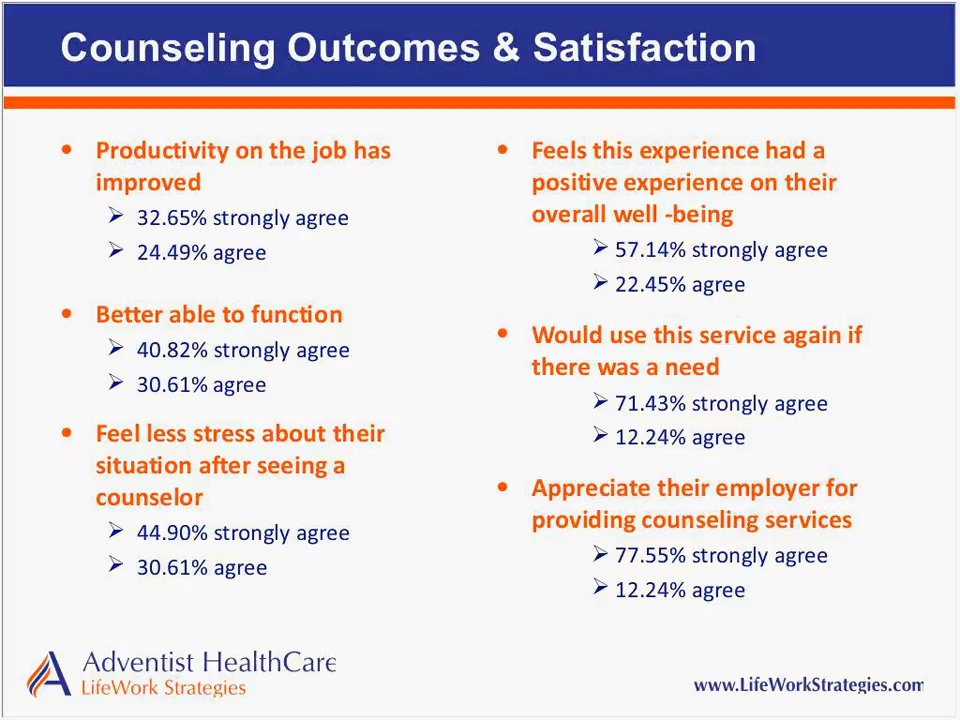 Counseling Outcomes & Satisfaction
• Productivity on the job has
improved
➢ 32.65% strongly agree
➢ 24.49% agree
• Better able to function
➢ 40.82% strongly agree
➢ 30.61% agree
• Feel less stress about their
situation after seeing a
counselor
➢ 44.90% strongly agree
➢ 30.61% agree
• Feels this experience had a
positive experience on their
overall well -being
➢ 57.14% strongly agree
➢ 22.45% agree
• Would use this service again if
there was a need
➢ 71.43% strongly agree
➢ 12.24% agree
• Appreciate their employer for
providing counseling services
➢ 77.55% strongly agree
➢ 12.24% agree
Adventist HealthCare
LifeWork Strategies
www.LifeWorkStrategies.com